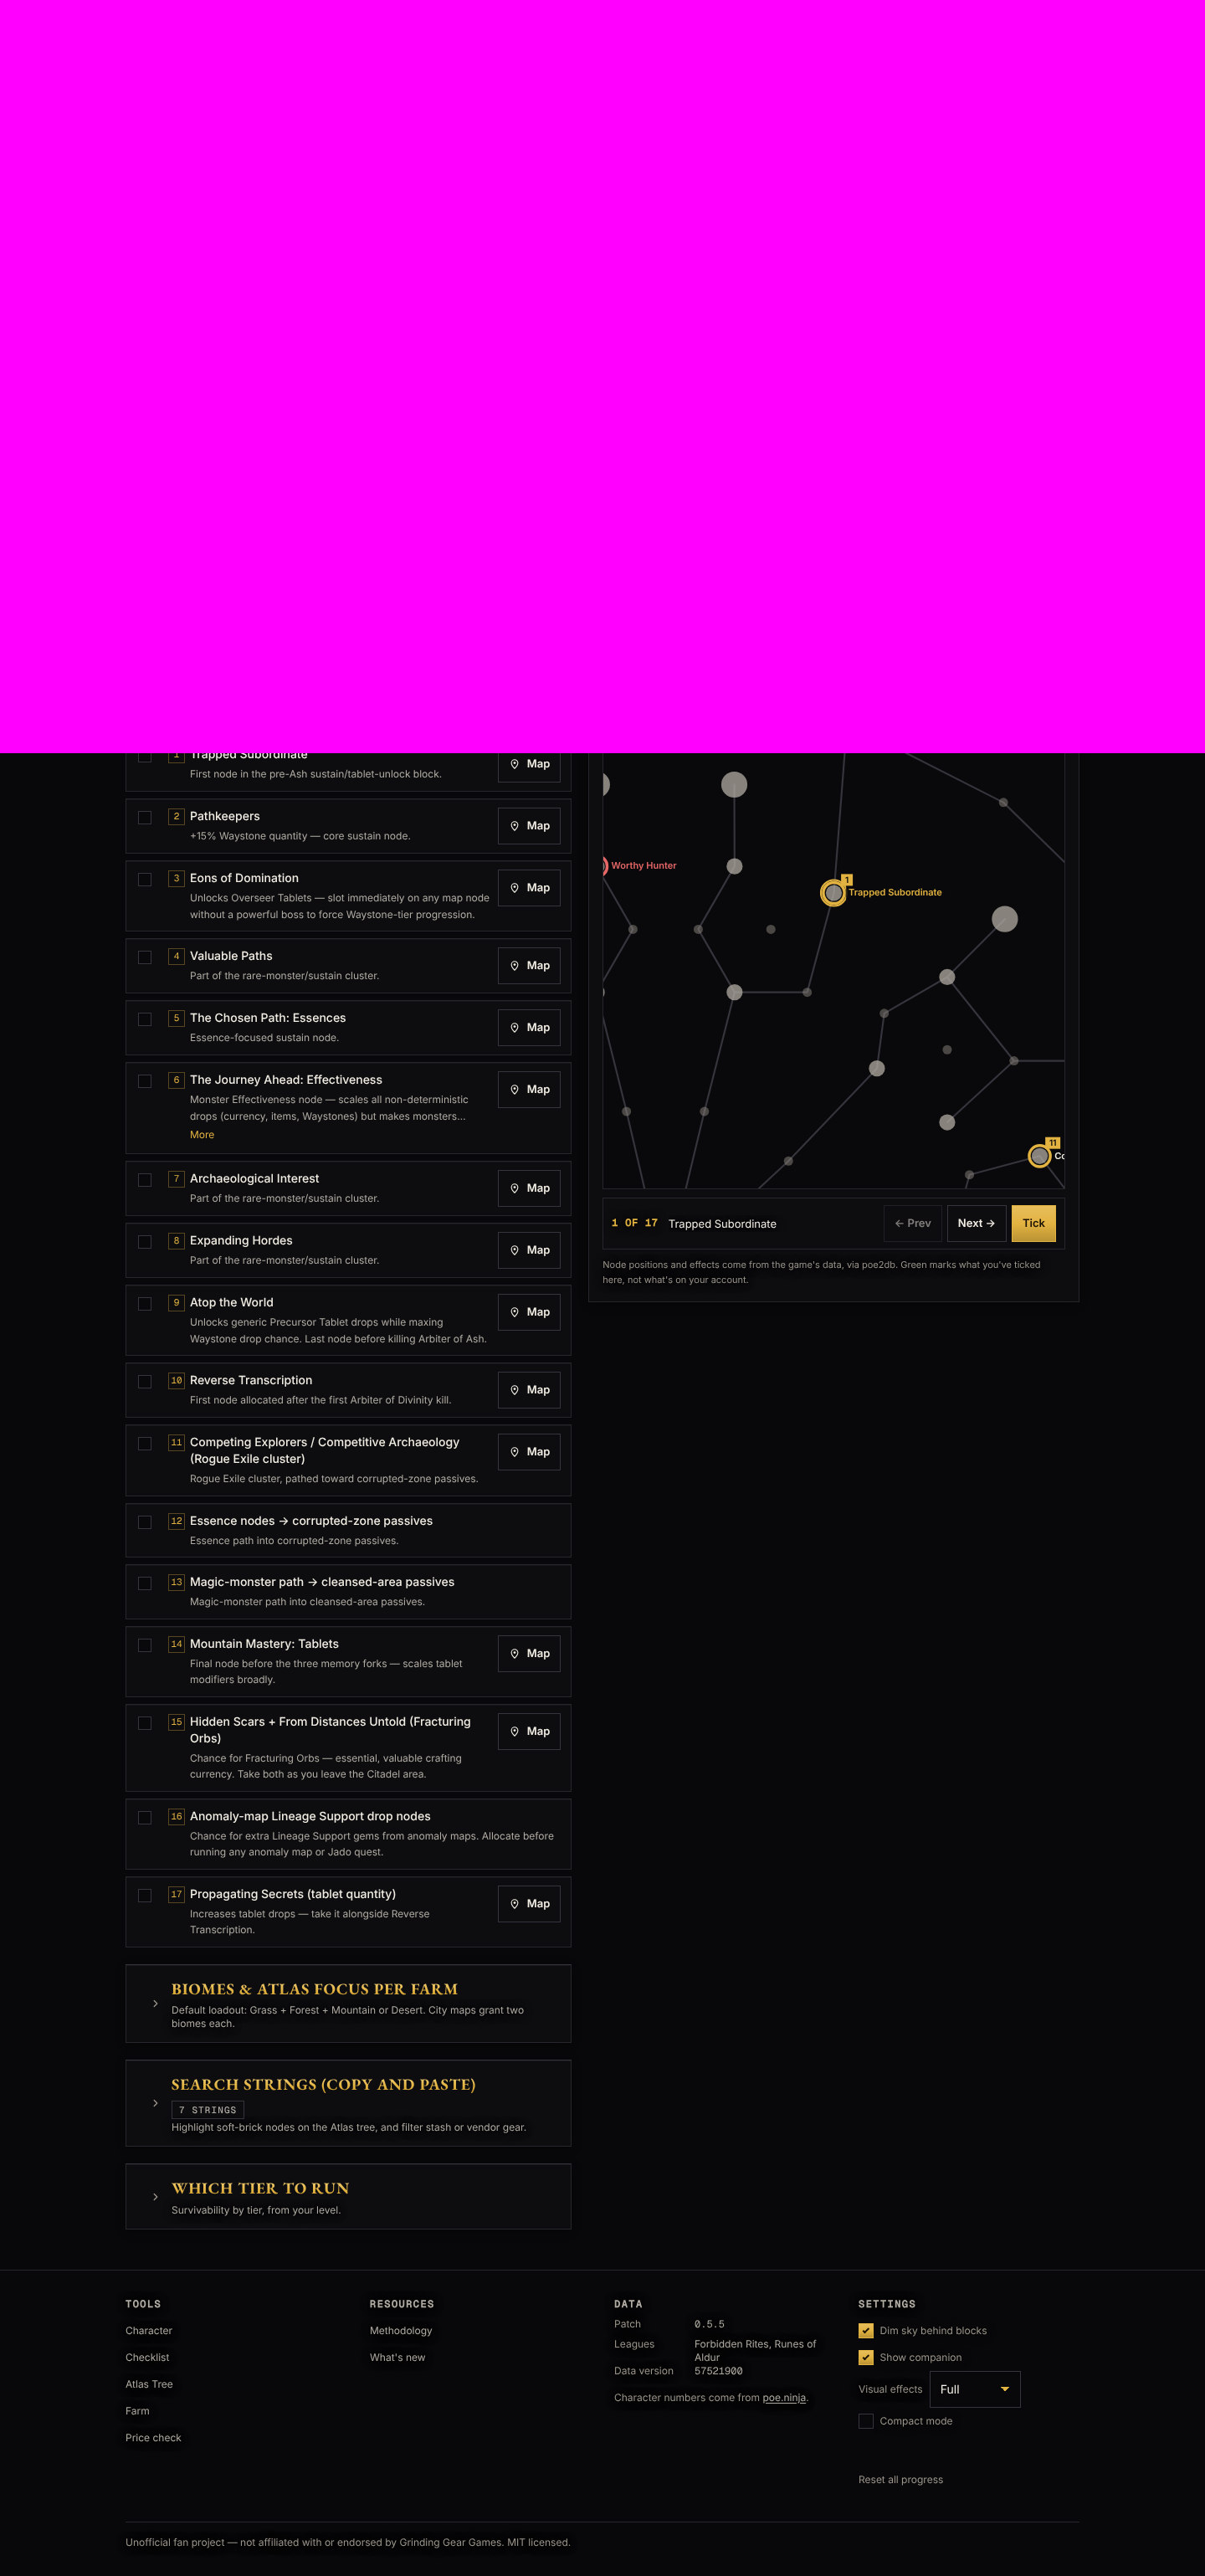 1 Trapped Subordinate
First node in the pre-Ash sustain/tablet-unlock block.
Map
2 Pathkeepers
+15% Waystone quantity — core sustain node.
Map
3 Eons of Domination
Unlocks Overseer Tablets — slot immediately on any map node
without a powerful boss to force Waystone-tier progression.
Map
4 Valuable Paths
Part of the rare-monster/sustain cluster.
Map
5 The Chosen Path: Essences
Essence-focused sustain node.
Map
6 The Journey Ahead: Effectiveness
Monster Effectiveness node — scales all non-deterministic
drops (currency, items, Waystones) but makes monsters...
More
Map
7 Archaeological Interest
Part of the rare-monster/sustain cluster.
Map
8 Expanding Hordes
Part of the rare-monster/sustain cluster.
Map
9 Atop the World
Unlocks generic Precursor Tablet drops while maxing
Waystone drop chance. Last node before killing Arbiter of Ash.
Map
10 Reverse Transcription
First node allocated after the first Arbiter of Divinity kill.
Map
11 Competing Explorers / Competitive Archaeology
(Rogue Exile cluster)
Rogue Exile cluster, pathed toward corrupted-zone passives.
Map
12 Essence nodes → corrupted-zone passives
Essence path into corrupted-zone passives.
13 Magic-monster path → cleansed-area passives
Magic-monster path into cleansed-area passives.
14 Mountain Mastery: Tablets
Final node before the three memory forks — scales tablet
modifiers broadly.
Map
15 Hidden Scars + From Distances Untold (Fracturing
Orbs)
Chance for Fracturing Orbs — essential, valuable crafting
currency. Take both as you leave the Citadel area.
Map
16 Anomaly-map Lineage Support drop nodes
Chance for extra Lineage Support gems from anomaly maps. Allocate before
running any anomaly map or Jado quest.
17 Propagating Secrets (tablet quantity)
Increases tablet drops — take it alongside Reverse
Transcription.
Map
Worthy Hunter
1
Trapped Subordinate
11
Co
1 OF 17 Trapped Subordinate ← Prev Next → Tick
Node positions and effects come from the game's data, via poe2db. Green marks what you've ticked
here, not what's on your account.
BIOMES & ATLAS FOCUS PER FARM
Default loadout: Grass + Forest + Mountain or Desert. City maps grant two
biomes each.
SEARCH STRINGS (COPY AND PASTE)
7 STRINGS
Highlight soft-brick nodes on the Atlas tree, and filter stash or vendor gear.
WHICH TIER TO RUN
Survivability by tier, from your level.
TOOLS
Character
Checklist
Atlas Tree
Farm
Price check
RESOURCES
Methodology
What's new
DATA
Patch 0.5.5
Leagues Forbidden Rites, Runes of
Aldur
Data version 57521900
Character numbers come from poe.ninja.
SETTINGS
Dim sky behind blocks
Show companion
Visual effects Full
Compact mode
Reset all progress
Unofficial fan project — not affiliated with or endorsed by Grinding Gear Games. MIT licensed.